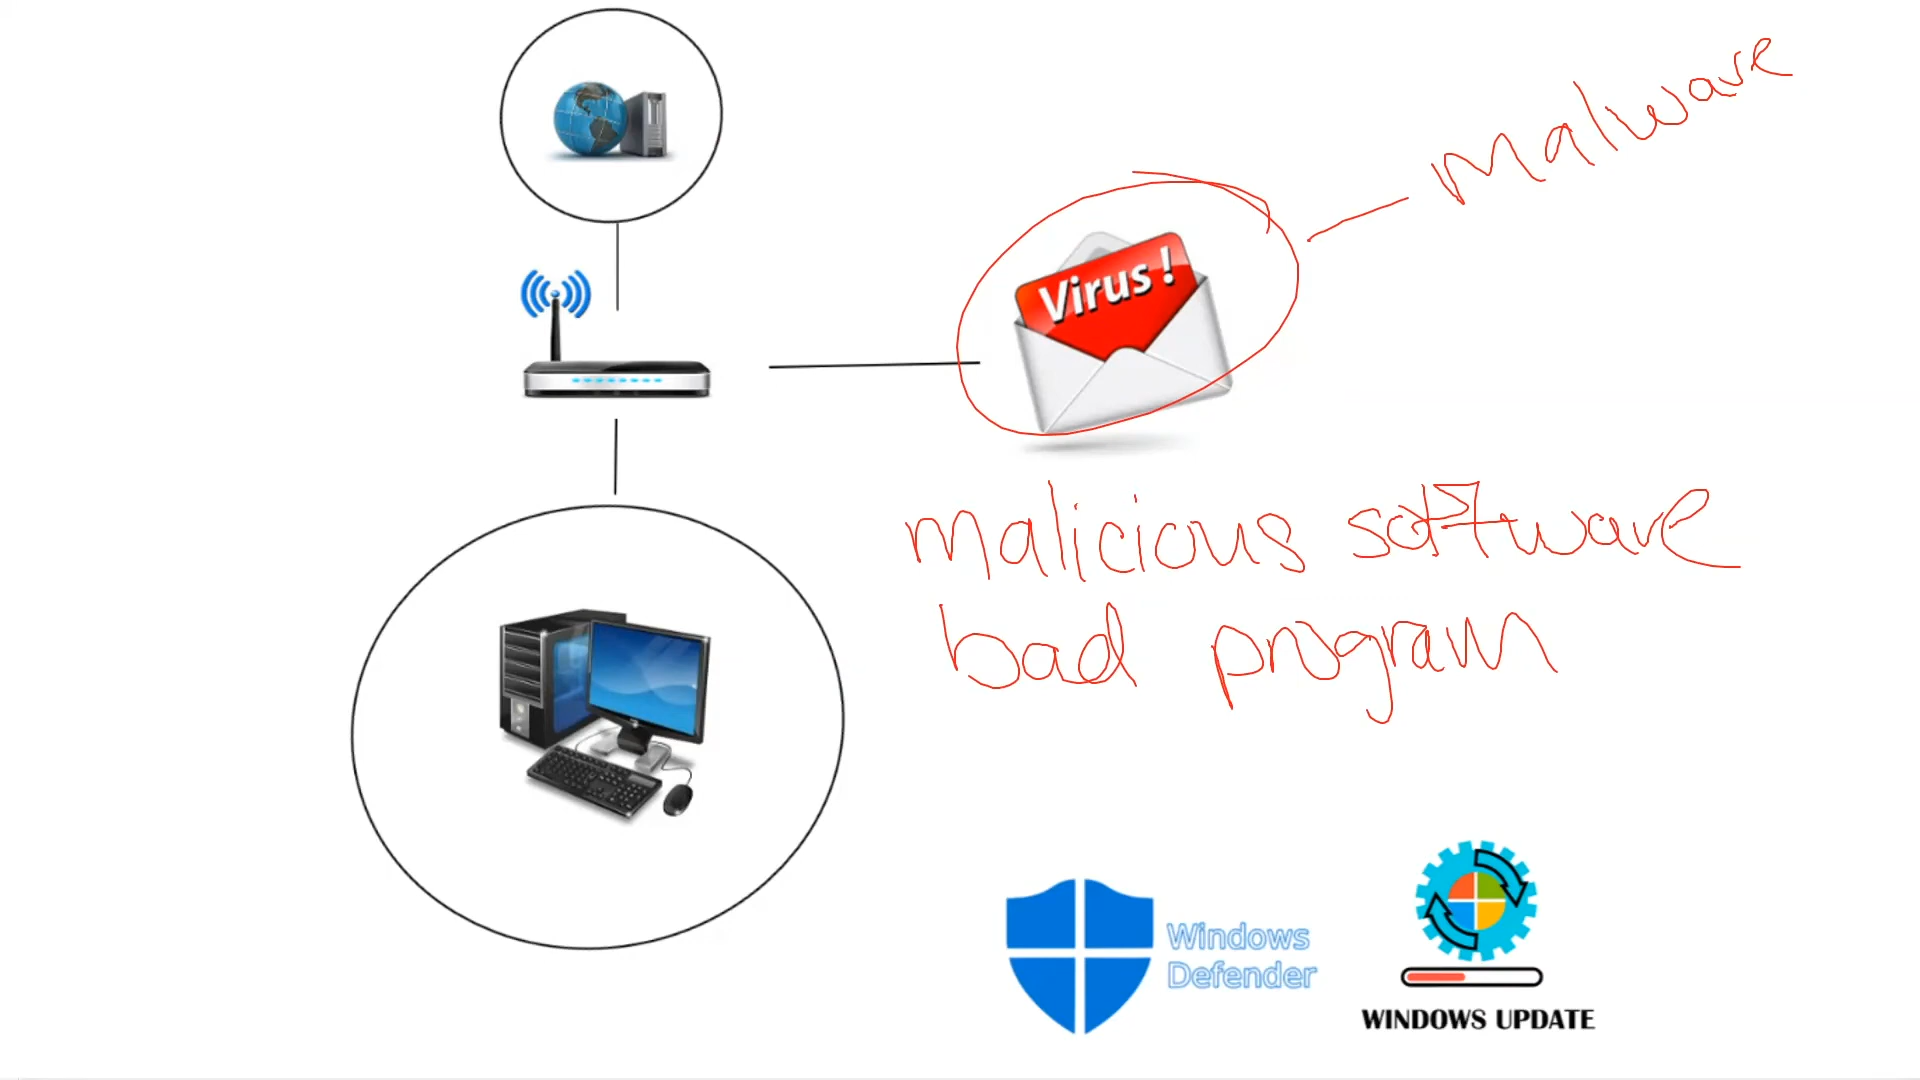 Malware
Virus !
malicious software
bad program
Windows
Defender
WINDOWS UPDATE